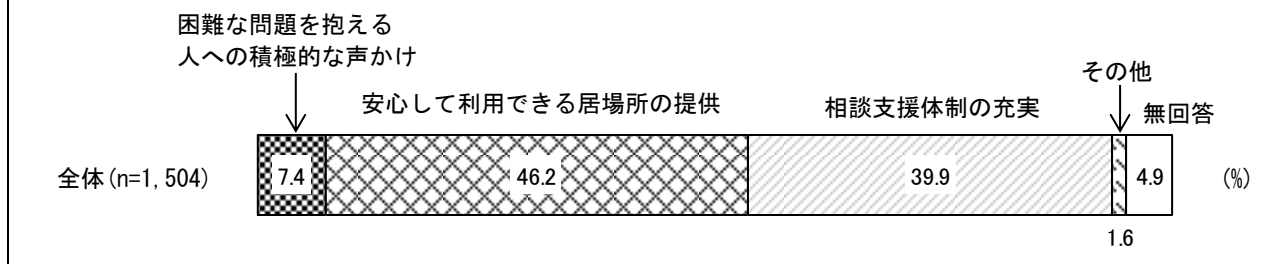 困難な問題を抱える
人への積極的な声かけ
安心して利用できる居場所の提供
相談支援体制の充実
その他
無回答
全体(n=1,504)
7.4
46.2
39.9
4.9
(%)
1.6